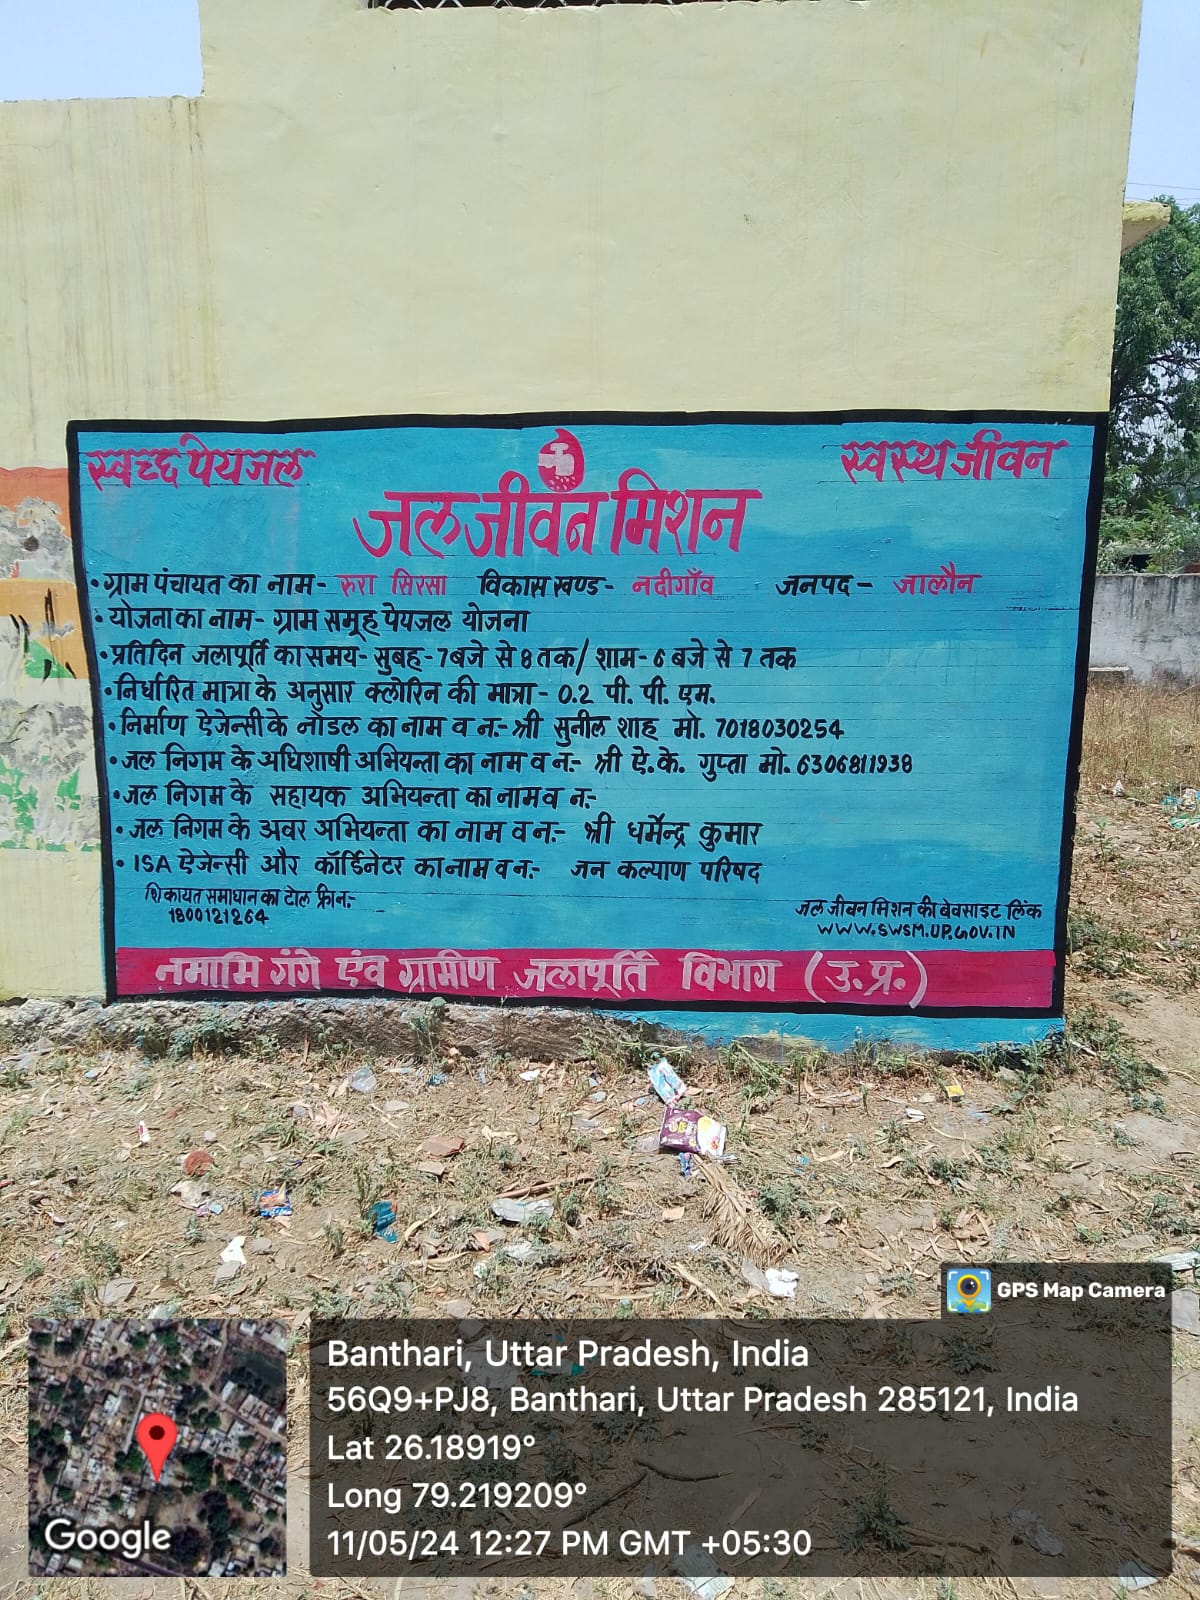 स्वच्छ पेयजल
स्वस्थ जीवन
जल जीवन मिशन
• ग्राम पंचायत का नाम- रुरा सिरसा विकास खण्ड- नदीगाँव जनपद- जालौन
• योजना का नाम- ग्राम समूह पेयजल योजना
• प्रतिदिन जलापूर्ति का समय- सुबह- 7 बजे से 8 तक/ शाम- 6 बजे से 7 तक
• निर्धारित मात्रा के अनुसार क्लोरिन की मात्रा- 0.2 पी. पी. एम.
• निर्माण ऐजेन्सी के नोडल का नाम व न.- श्री सुनील शाह मो. 7018030254
• जल निगम के अधिशाषी अभियन्ता का नाम व न.- श्री ऐ.के. गुप्ता मो. 6306811938
• जल निगम के सहायक अभियन्ता का नाम व न.-
• जल निगम के अवर अभियन्ता का नाम व न.- श्री धर्मेन्द्र कुमार
• ISA ऐजेन्सी और कॉर्डिनेटर का नाम व न.- जन कल्याण परिषद
शिकायत समाधान का टोल फ्रीन.-
1800121264
जल जीवन मिशन की वेबसाइट लिंक
WWW.SWSM.UP.GOV.IN
नमामि गंगे एंव ग्रामीण जलापूर्ति विभाग (उ.प्र.)
GPS Map Camera
Banthari, Uttar Pradesh, India
56Q9+PJ8, Banthari, Uttar Pradesh 285121, India
Lat 26.18919°
Long 79.219209°
11/05/24 12:27 PM GMT +05:30
Google